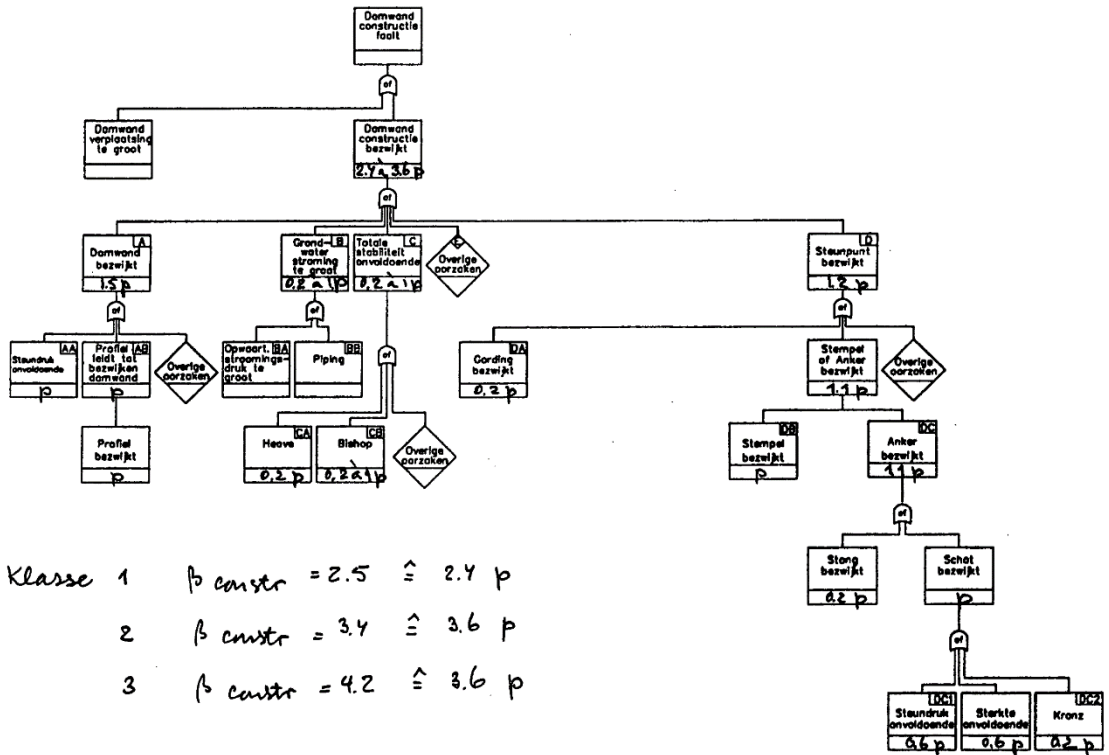 Damwand
constructie
faalt
of
Damwand
verplaatsing
te groot
Damwand
constructie
bezwijkt
2.4 à 3.6 p
of
A
Damwand
bezwijkt
1.5 p
B
Grond-
water
stroming
te groot
0,2 à 1 p
C
Totale
stabiliteit
onvoldoende
0,2 à 1 p
E
Overige
oorzaken
D
Steunpunt
bezwijkt
1.2 p
of
of
of
of
AA
Steundruk
onvoldoende
p
AB
Profiel
leidt tot
bezwijken
damwand
p
Overige
oorzaken
BA
Opwaart.
stroomings-
druk te
groot
BB
Piping
DA
Gording
bezwijkt
0,2 p
Stempel
of Anker
bezwijkt
1.1 p
Overige
oorzaken
Profiel
bezwijkt
p
CA
Heave
0,2 p
CB
Bishop
0,2 à 1 p
Overige
oorzaken
DB
Stempel
bezwijkt
p
DC
Anker
bezwijkt
1.1 p
of
Stang
bezwijkt
0.2 p
Schot
bezwijkt
p
of
DC1
Steundruk
onvoldoende
0,6 p
Sterkte
onvoldoende
0,6 p
DC2
Kranz
0.2 p
Klasse 1 β constr = 2.5 ≙ 2.4 p
2 β constr = 3.4 ≙ 3.6 p
3 β constr = 4.2 ≙ 3.6 p